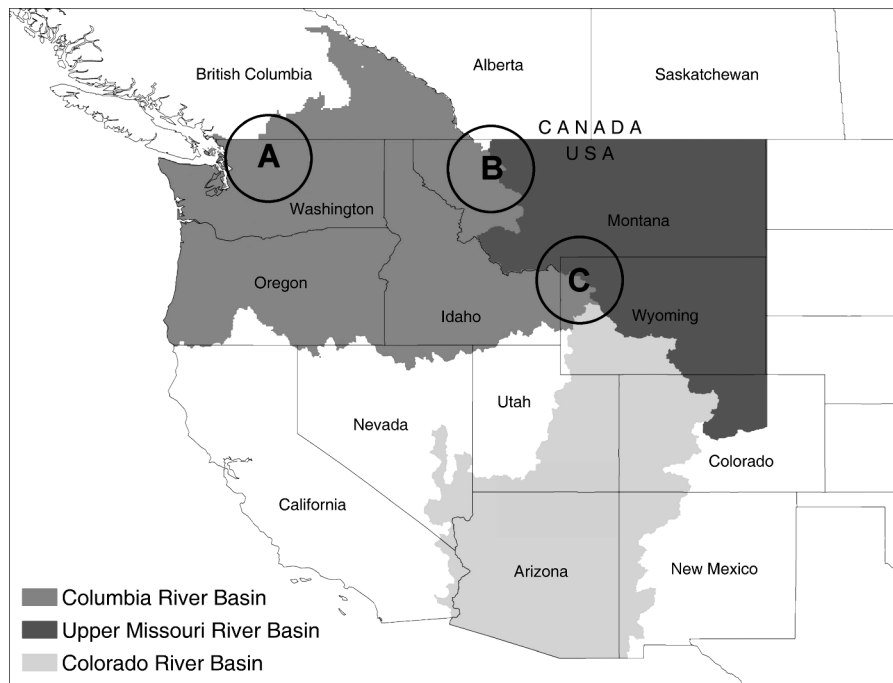 British Columbia
Alberta
Saskatchewan
CANADA
USA
A
B
Washington
Montana
Oregon
C
Idaho
Wyoming
Utah
Nevada
Colorado
California
Arizona
New Mexico
Columbia River Basin
Upper Missouri River Basin
Colorado River Basin